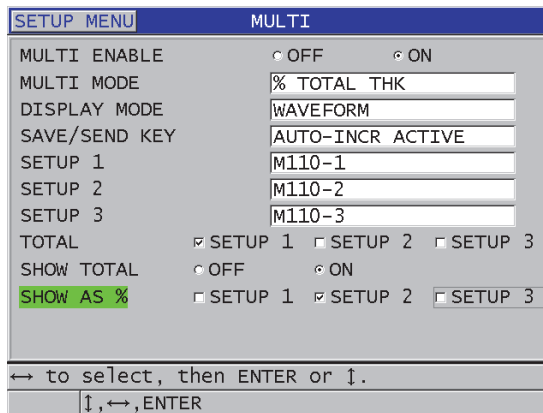 SETUP MENU MULTI
MULTI ENABLE OFF ON
MULTI MODE % TOTAL THK
DISPLAY MODE WAVEFORM
SAVE/SEND KEY AUTO-INCR ACTIVE
SETUP 1 M110-1
SETUP 2 M110-2
SETUP 3 M110-3
TOTAL SETUP 1 SETUP 2 SETUP 3
SHOW TOTAL OFF ON
SHOW AS % SETUP 1 SETUP 2 SETUP 3
↔ to select, then ENTER or ↕.
↕,↔,ENTER